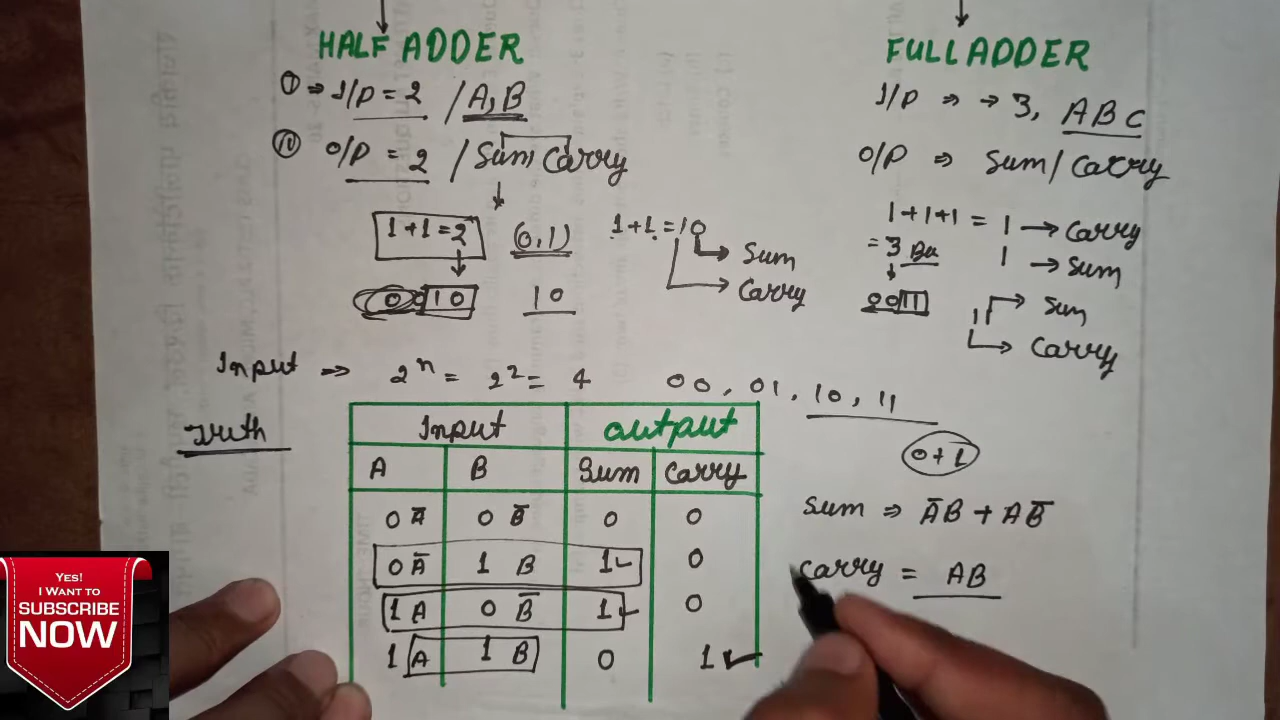 HALF ADDER
① ⇒ I/P = 2 / A, B
② O/P = 2 / Sum, Carry
1+1=2 (0,1)
1+1=10
→ Sum
→ Carry
10 10
FULL ADDER
I/P ⇒ → 3, A B C
O/P ⇒ Sum / Carry
1+1+1 = 1 → Carry
= 3 1 → Sum
0011
11 → Sum
→ Carry
Input ⇒ 2ⁿ = 2² = 4 00, 01, 10, 11
Truth
Input output
A B Sum Carry
0 Ā 0 B̄ 0 0
0 Ā 1 B 1 ✓ 0
1 A 0 B̄ 1 ✓ 0
1 A 1 B 0 1 ✓
0+1
Sum ⇒ ĀB + AB̄
Carry = AB
Yes!
I WANT TO
SUBSCRIBE
NOW